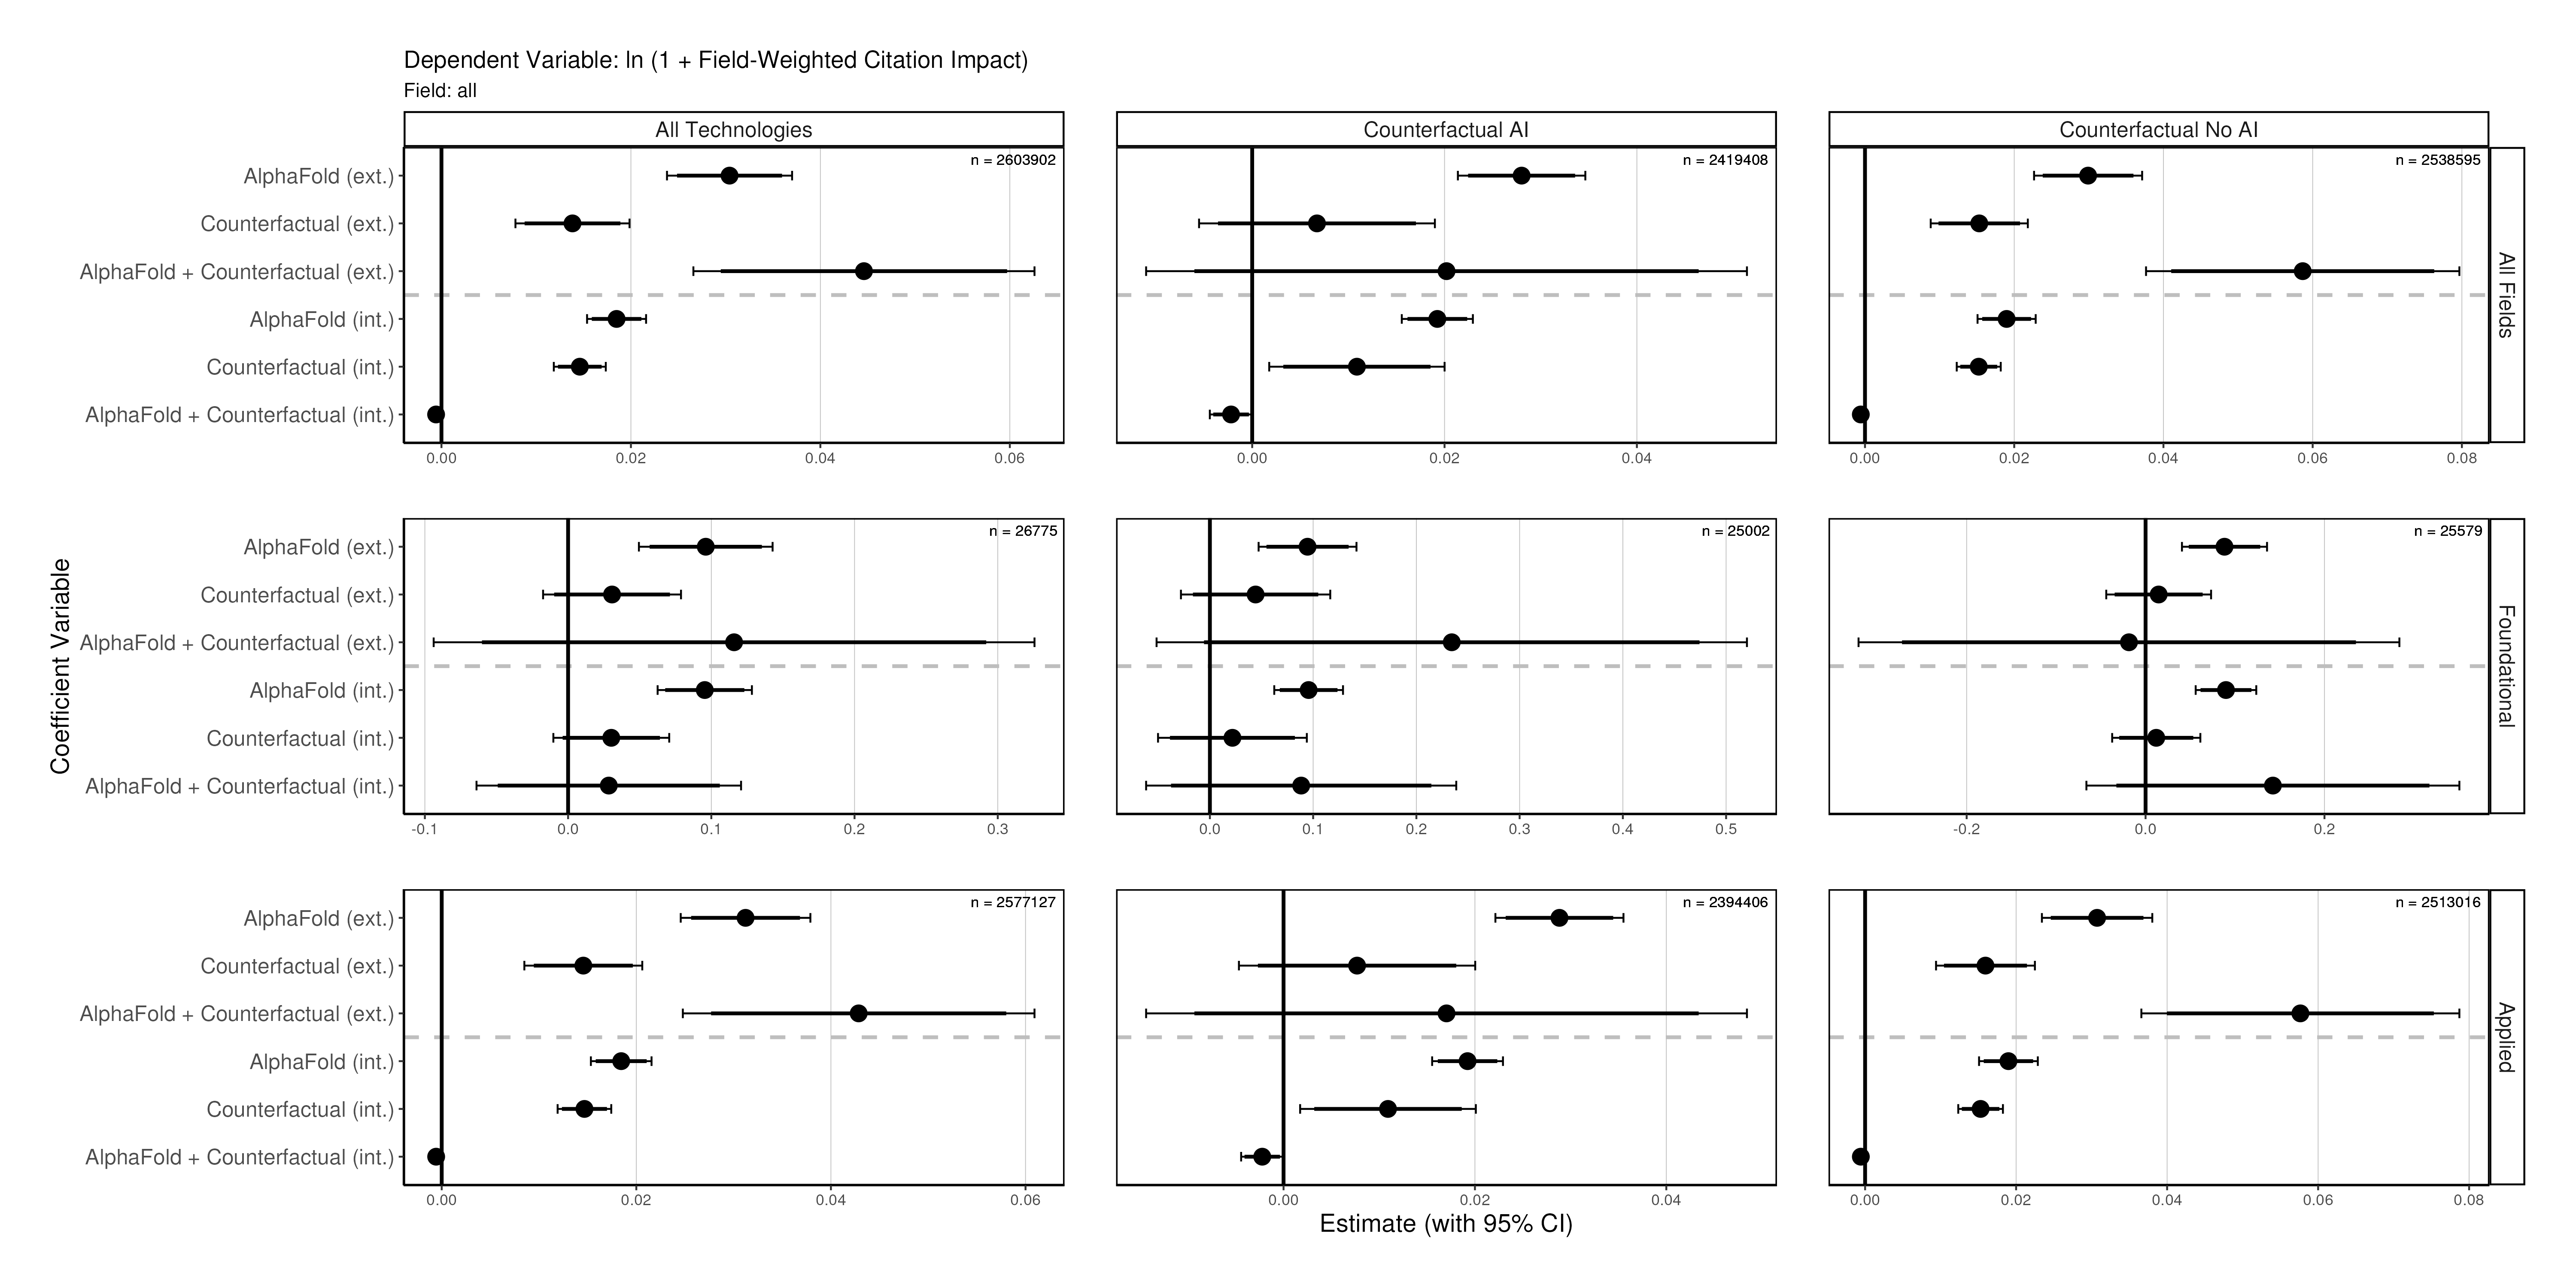 Dependent Variable: ln (1 + Field-Weighted Citation Impact)
Field: all
All Technologies
Counterfactual AI
Counterfactual No AI
AlphaFold (ext.)
Counterfactual (ext.)
AlphaFold + Counterfactual (ext.)
AlphaFold (int.)
Counterfactual (int.)
AlphaFold + Counterfactual (int.)
n = 2603902
n = 2419408
n = 2538595
All Fields
0.00 0.02 0.04 0.06
0.00 0.02 0.04
0.00 0.02 0.04 0.06 0.08
Coefficient Variable
AlphaFold (ext.)
Counterfactual (ext.)
AlphaFold + Counterfactual (ext.)
AlphaFold (int.)
Counterfactual (int.)
AlphaFold + Counterfactual (int.)
n = 26775
n = 25002
n = 25579
Foundational
-0.1 0.0 0.1 0.2 0.3
0.0 0.1 0.2 0.3 0.4 0.5
-0.2 0.0 0.2
AlphaFold (ext.)
Counterfactual (ext.)
AlphaFold + Counterfactual (ext.)
AlphaFold (int.)
Counterfactual (int.)
AlphaFold + Counterfactual (int.)
n = 2577127
n = 2394406
n = 2513016
Applied
0.00 0.02 0.04 0.06
0.00 0.02 0.04
0.00 0.02 0.04 0.06 0.08
Estimate (with 95% CI)